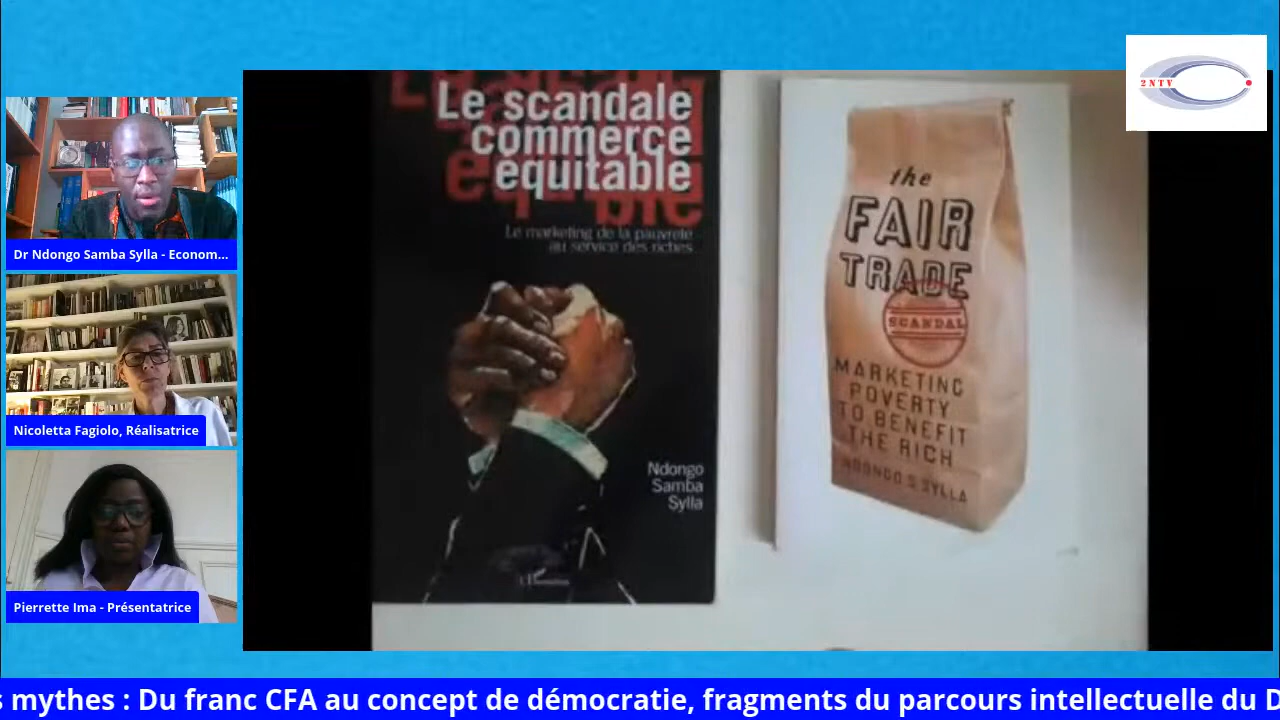 2NTV
Dr Ndongo Samba Sylla - Econom...
Nicoletta Fagiolo, Réalisatrice
Pierrette Ima - Présentatrice
Le scandale
commerce
équitable
Le marketing de la pauvreté
au service des riches
Ndongo
Samba
Sylla
the
FAIR
TRADE
SCANDAL
MARKETING
POVERTY
TO BENEFIT
THE RICH
NDONGO S. SYLLA
s mythes : Du franc CFA au concept de démocratie, fragments du parcours intellectuelle du D